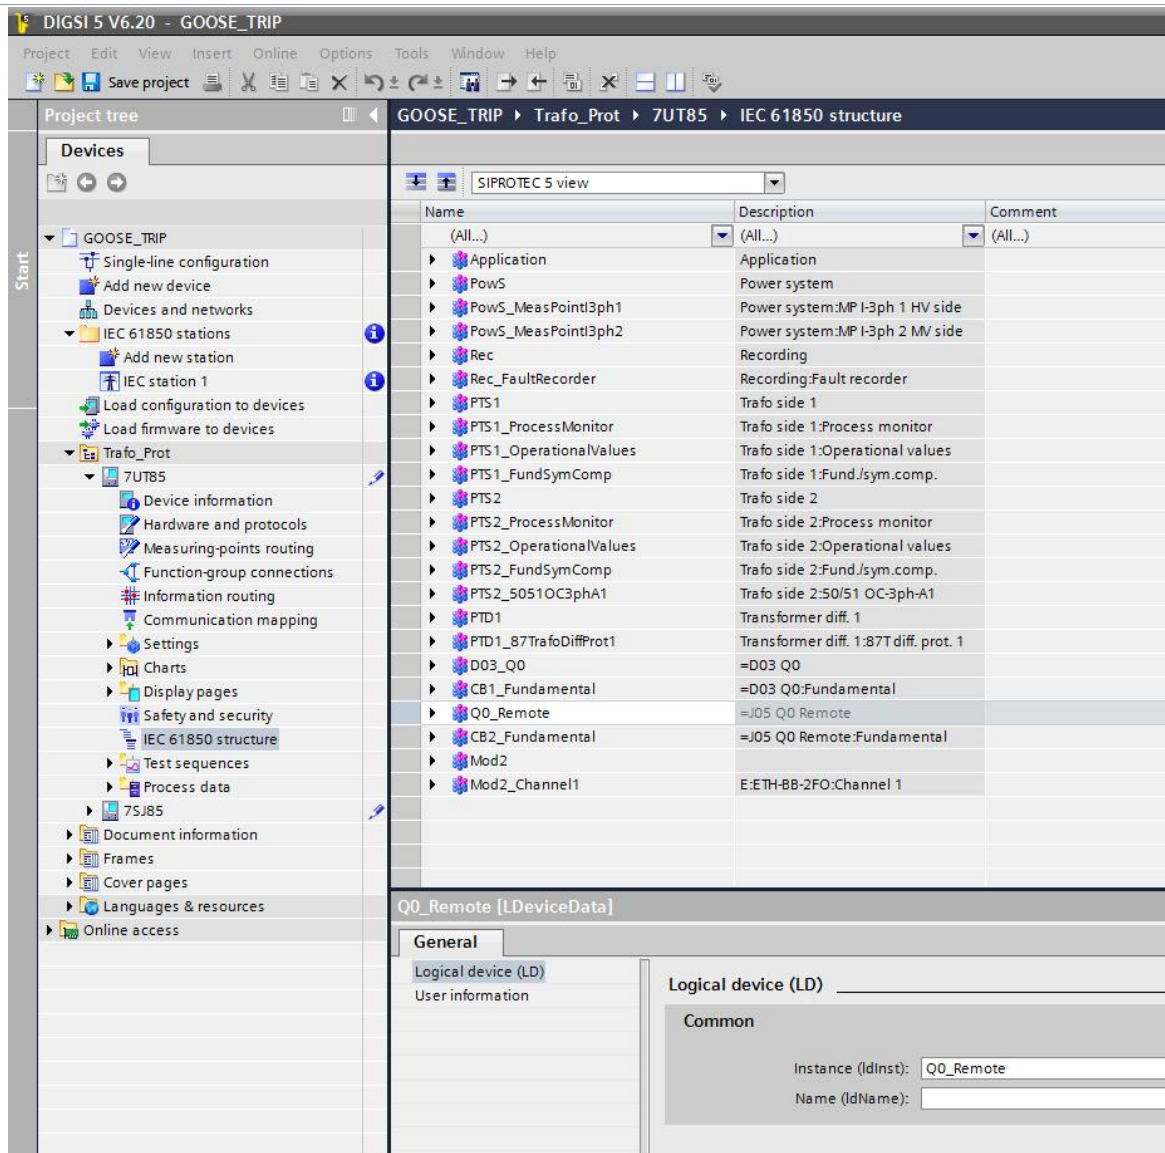 DIGSI 5 V6.20 - GOOSE_TRIP
Project Edit View Insert Online Options Tools Window Help
Save project
Start
Project tree
Devices
GOOSE_TRIP
Single-line configuration
Add new device
Devices and networks
IEC 61850 stations
Add new station
IEC station 1
Load configuration to devices
Load firmware to devices
Trafo_Prot
7UT85
Device information
Hardware and protocols
Measuring-points routing
Function-group connections
Information routing
Communication mapping
Settings
Charts
Display pages
Safety and security
IEC 61850 structure
Test sequences
Process data
7SJ85
Document information
Frames
Cover pages
Languages & resources
Online access
GOOSE_TRIP Trafo_Prot 7UT85 IEC 61850 structure
SIPROTEC 5 view
Name Description Comment
(All...) (All...) (All...)
Application Application
PowS Power system
PowS_MeasPointI3ph1 Power system:MP I-3ph 1 HV side
PowS_MeasPointI3ph2 Power system:MP I-3ph 2 MV side
Rec Recording
Rec_FaultRecorder Recording:Fault recorder
PTS1 Trafo side 1
PTS1_ProcessMonitor Trafo side 1:Process monitor
PTS1_OperationalValues Trafo side 1:Operational values
PTS1_FundSymComp Trafo side 1:Fund./sym.comp.
PTS2 Trafo side 2
PTS2_ProcessMonitor Trafo side 2:Process monitor
PTS2_OperationalValues Trafo side 2:Operational values
PTS2_FundSymComp Trafo side 2:Fund./sym.comp.
PTS2_5051OC3phA1 Trafo side 2:50/51 OC-3ph-A1
PTD1 Transformer diff. 1
PTD1_87TrafoDiffProt1 Transformer diff. 1:87T diff. prot. 1
D03_Q0 =D03 Q0
CB1_Fundamental =D03 Q0:Fundamental
Q0_Remote =J05 Q0 Remote
CB2_Fundamental =J05 Q0 Remote:Fundamental
Mod2
Mod2_Channel1 E:ETH-BB-2FO:Channel 1
Q0_Remote [LDeviceData]
General
Logical device (LD)
User information
Logical device (LD)
Common
Instance (ldInst): Q0_Remote
Name (ldName):